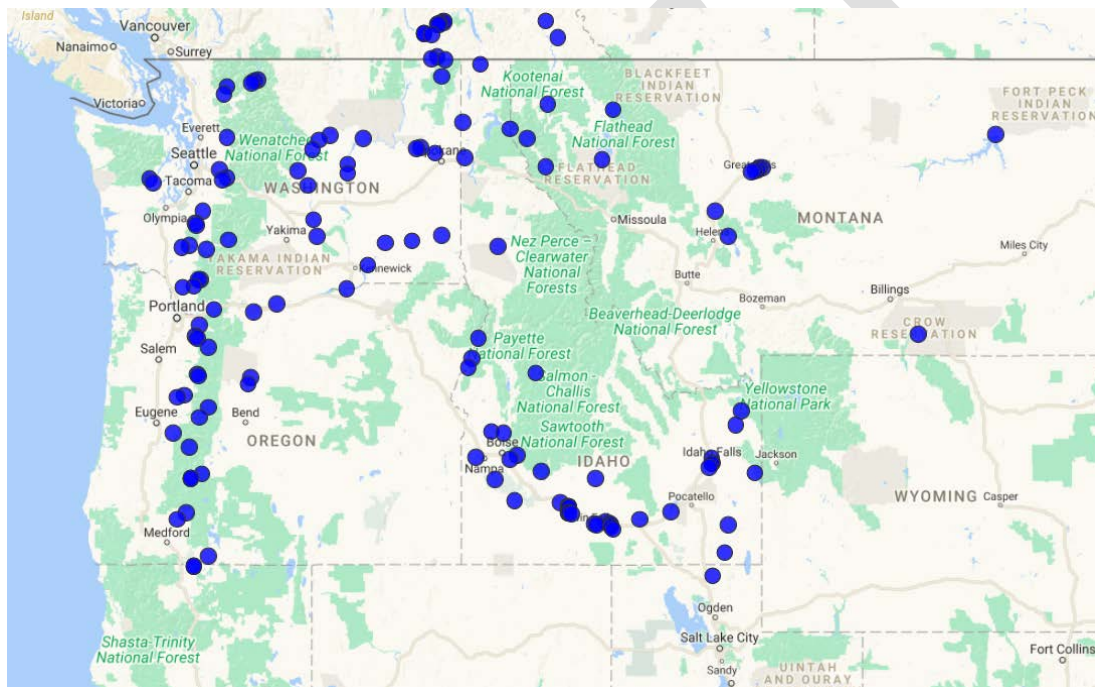 Island
Vancouver
Nanaimo
Surrey
Victoria
Kootenai
National Forest
BLACKFEET
INDIAN
RESERVATION
FORT PECK
INDIAN
RESERVATION
Everett
Seattle
Tacoma
Olympia
National Forest
WASHINGTON
Flathead
National Forest
FLATHEAD
RESERVATION
Missoula
Helena
MONTANA
Miles City
Yakima
YAKAMA INDIAN
RESERVATION
Kennewick
Nez Perce –
Clearwater
National
Forests
Butte
Bozeman
Billings
CROW
RESERVATION
Beaverhead-Deerlodge
National Forest
Portland
Salem
Eugene
Bend
OREGON
Medford
Payette
National Forest
Salmon -
Challis
National Forest
Sawtooth
National Forest
Yellowstone
National Park
Boise
Nampa
IDAHO
Idaho Falls
Jackson
Pocatello
WYOMING
Casper
Shasta-Trinity
National Forest
Ogden
Salt Lake City
Sandy
UINTAH
AND OURAY
Fort Collins